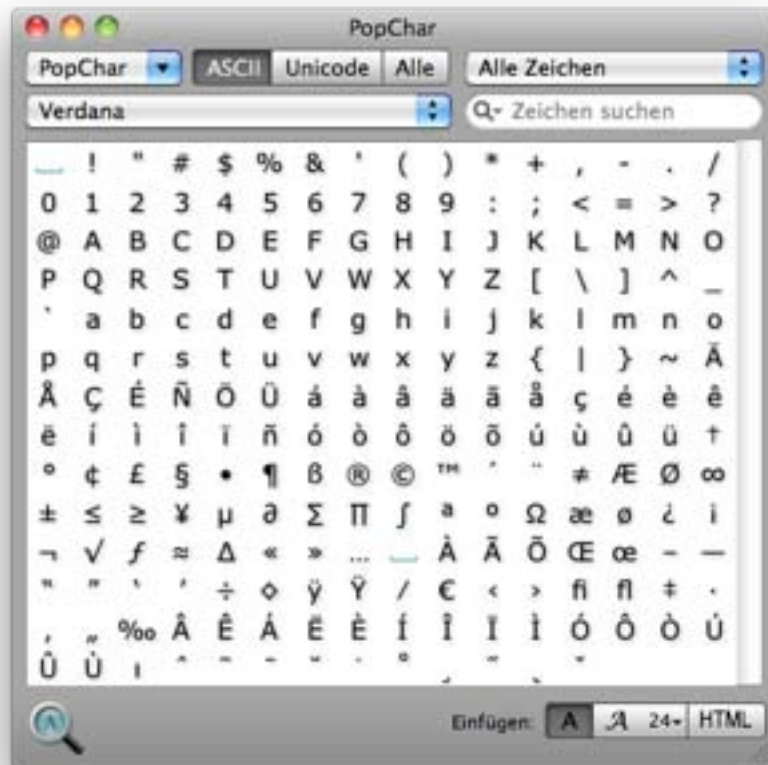 PopChar
PopChar ASCII Unicode Alle Alle Zeichen
Verdana Zeichen suchen
! " # $ % & ' ( ) * + , - . /
0 1 2 3 4 5 6 7 8 9 : ; < = > ?
@ A B C D E F G H I J K L M N O
P Q R S T U V W X Y Z [ \ ] ^ _
` a b c d e f g h i j k l m n o
p q r s t u v w x y z { | } ~ Ä
Å Ç É Ñ Ö Ü á à â ä ã å ç é è ê
ë í ì î ï ñ ó ò ô ö õ ú ù û ü †
° ¢ £ § • ¶ ß ® © ™ ´ ¨ ≠ Æ Ø ∞
± ≤ ≥ ¥ µ ∂ Σ Π ∫ ª º Ω æ ø ¿ ¡
¬ √ ƒ ≈ Δ « » … À Ã Õ Œ œ – —
“ ” ‘ ’ ÷ ◊ ÿ Ÿ ⁄ € ‹ › fi fl ‡ ·
‚ „ ‰ Â Ê Á Ë È Í Î Ï Ì Ó Ô Ò Ú
Û Ù ı
Einfügen: A A 24 HTML